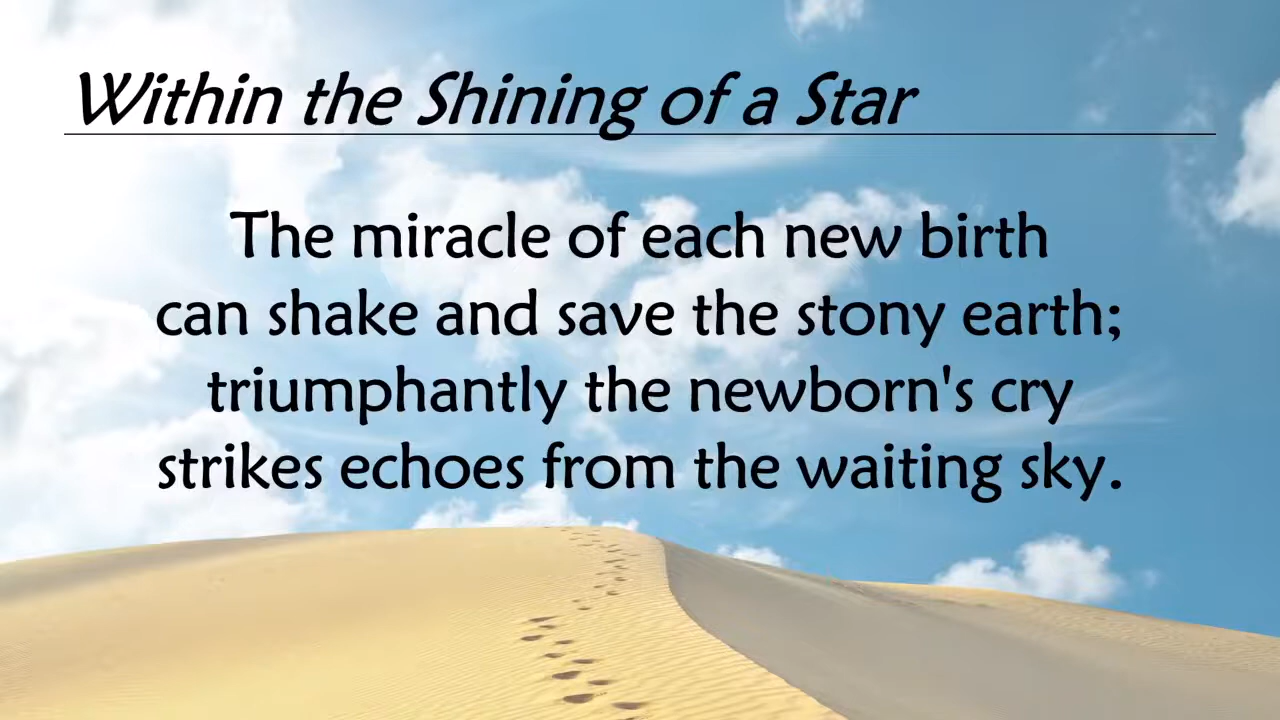 Within the Shining of a Star
The miracle of each new birth
can shake and save the stony earth;
triumphantly the newborn's cry
strikes echoes from the waiting sky.